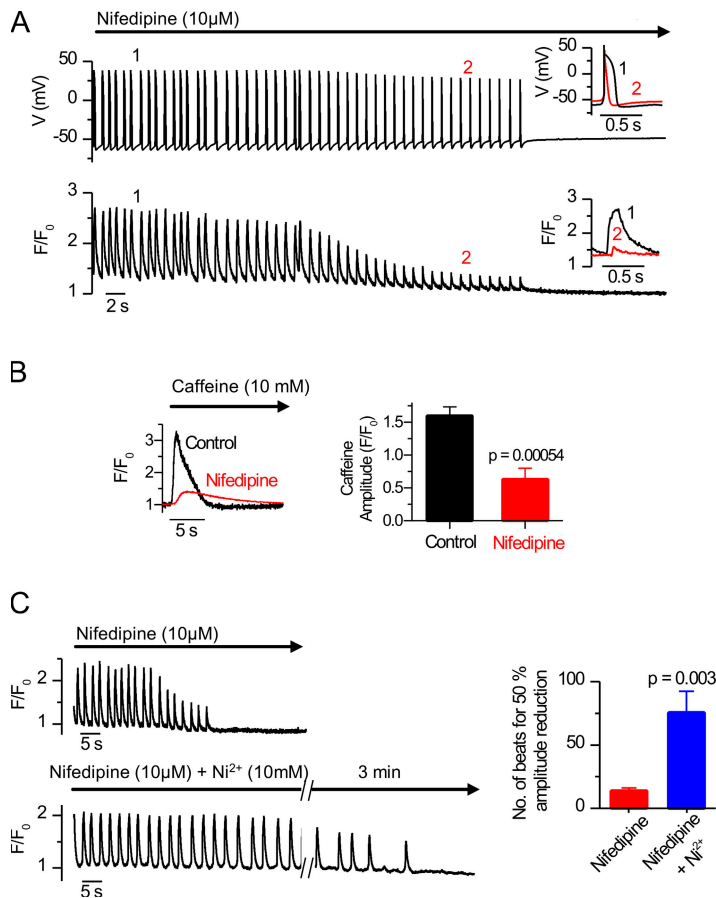 A
Nifedipine (10µM)
V (mV)
50
0
-50
1
2
V (mV)
50
0
-50
1
2
0.5 s
F/F0
3
2
1
1
2
2 s
F/F0
3
2
1
1
2
0.5 s
B
Caffeine (10 mM)
F/F0
3
2
1
Control
Nifedipine
5 s
Caffeine
Amplitude (F/F0)
1.5
1.0
0.5
0.0
p = 0.00054
Control
Nifedipine
C
Nifedipine (10µM)
F/F0
2
1
5 s
Nifedipine (10µM) + Ni2+ (10mM)
3 min
F/F0
2
1
5 s
No. of beats for 50 %
amplitude reduction
100
50
0
p = 0.003
Nifedipine
Nifedipine
+ Ni2+